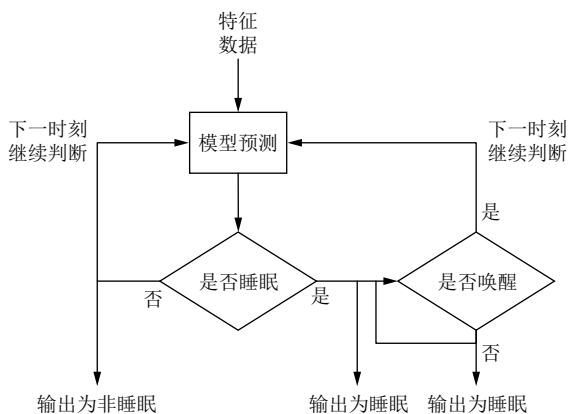 特征
数据
下一时刻
继续判断
模型预测
下一时刻
继续判断
是
是否睡眠
是否唤醒
否
是
否
输出为非睡眠
输出为睡眠
输出为睡眠